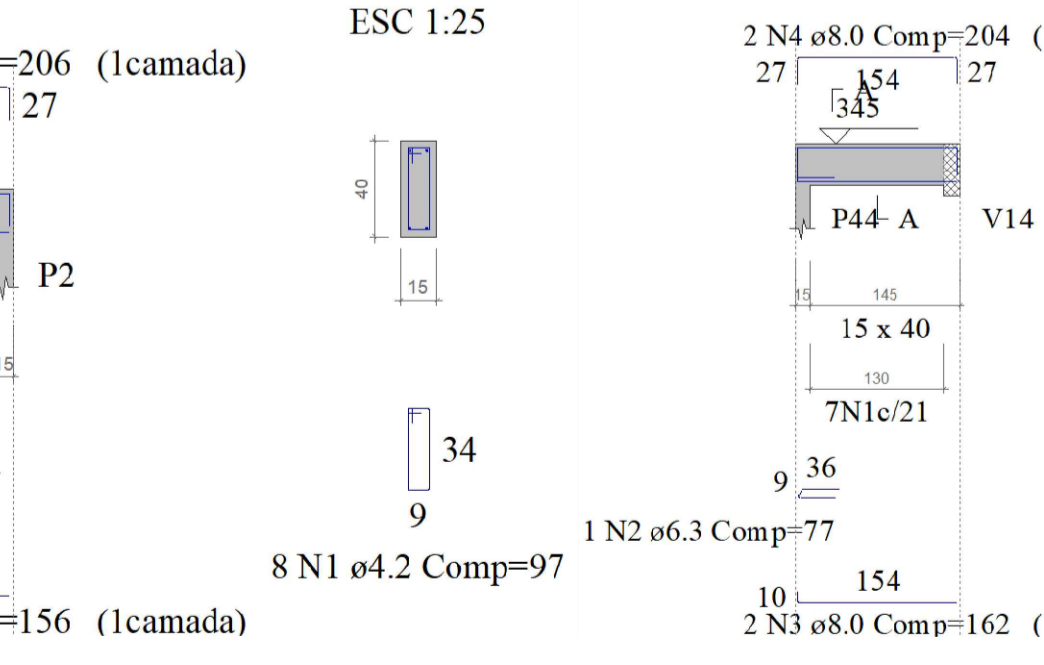 ESC 1:25
=206 (1camada)
27
P2
15
40
15
34
9
8 N1 ø4.2 Comp=97
=156 (1camada)
2 N4 ø8.0 Comp=204 (
27
154
27
A
345
P44
A
V14
15
145
15 x 40
130
7N1c/21
9
36
1 N2 ø6.3 Comp=77
10
154
2 N3 ø8.0 Comp=162 (